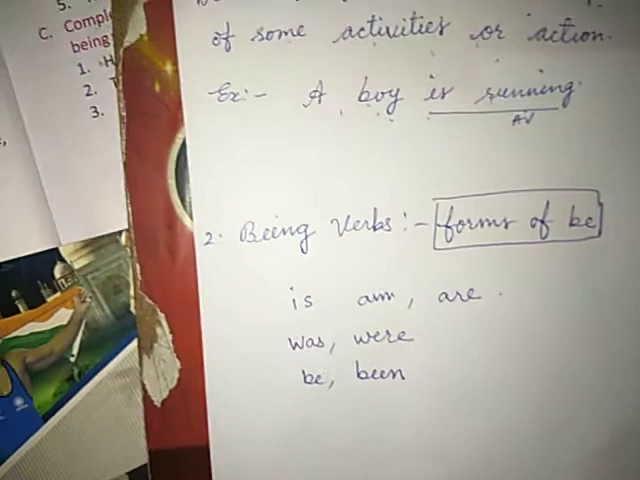 5.
C. Compl
being
1. H
2. T
3.
of some activities or action.
Ex:- A boy is running.
AV
2. Being Verbs :- forms of be
is am, are.
was, were
be, been